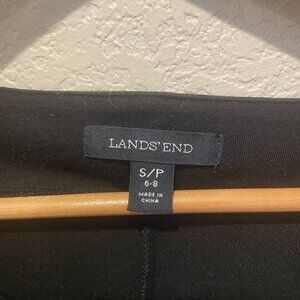 LANDS' END
S/P
6-8
MADE IN
CHINA